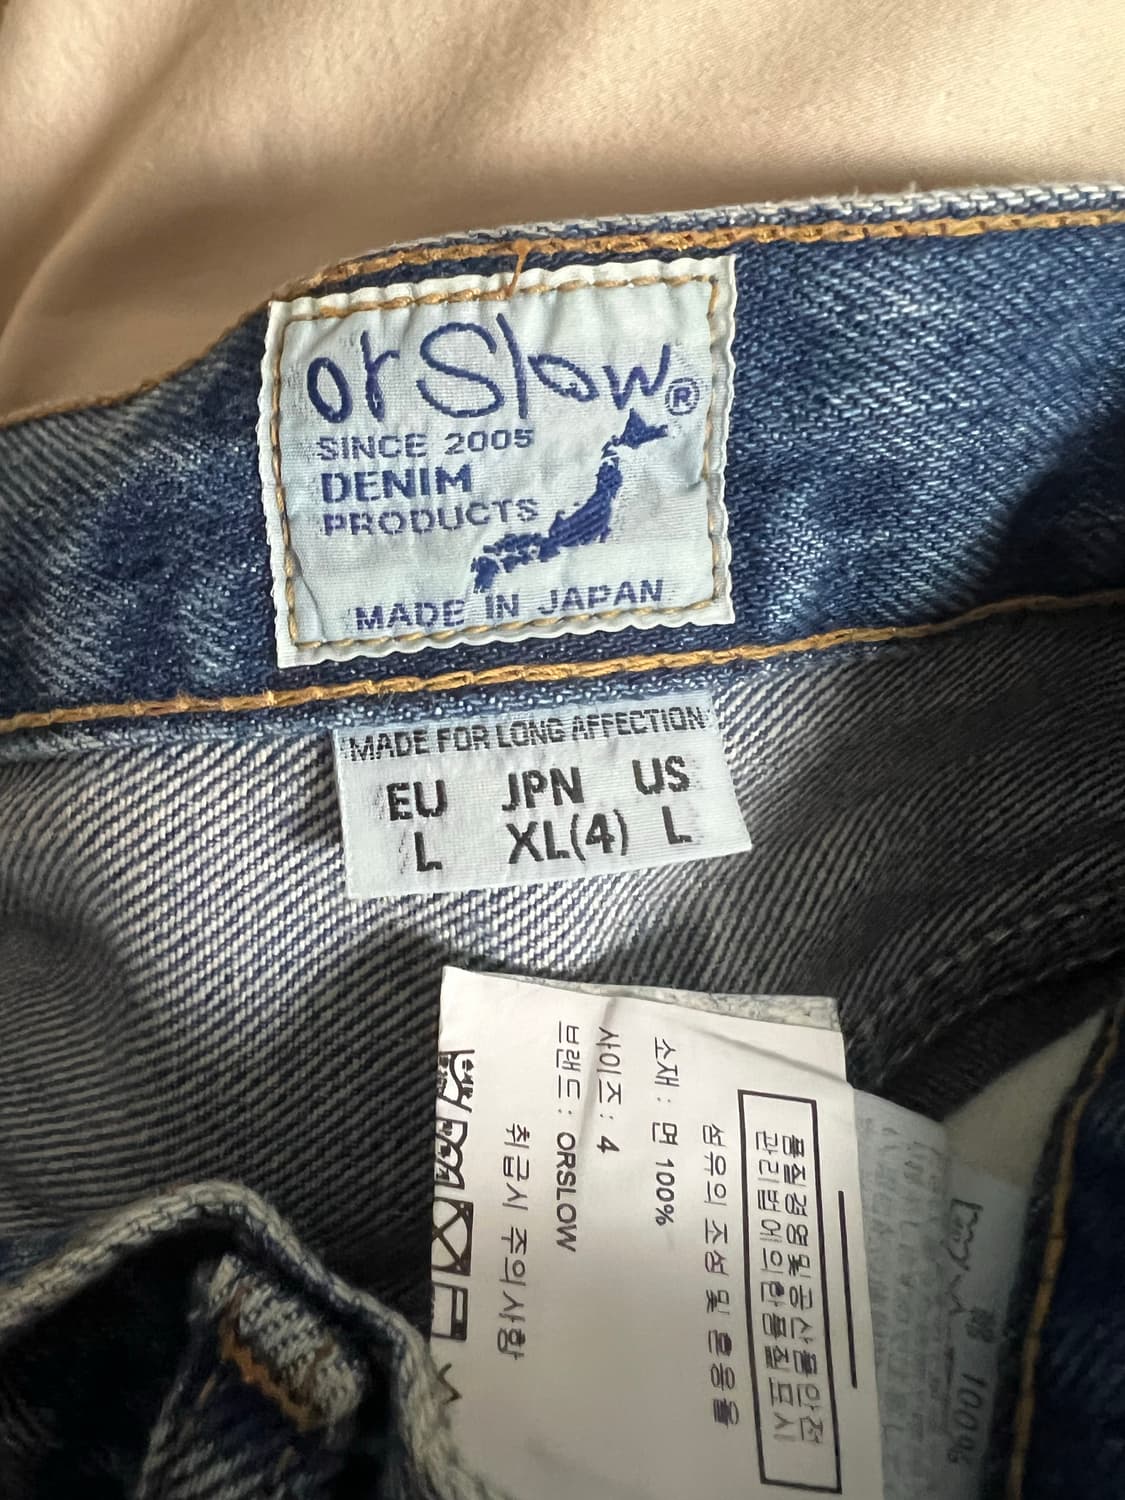 orSlow®
SINCE 2005
DENIM
PRODUCTS
MADE IN JAPAN
MADE FOR LONG AFFECTION
EU JPN US
L XL(4) L
품질경영및공산품안전
관리법에의한품질표시
섬유의 조성 및 혼용율
소재 : 면 100%
사이즈 : 4
브랜드 : ORSLOW
취급시 주의사항
綿 100%